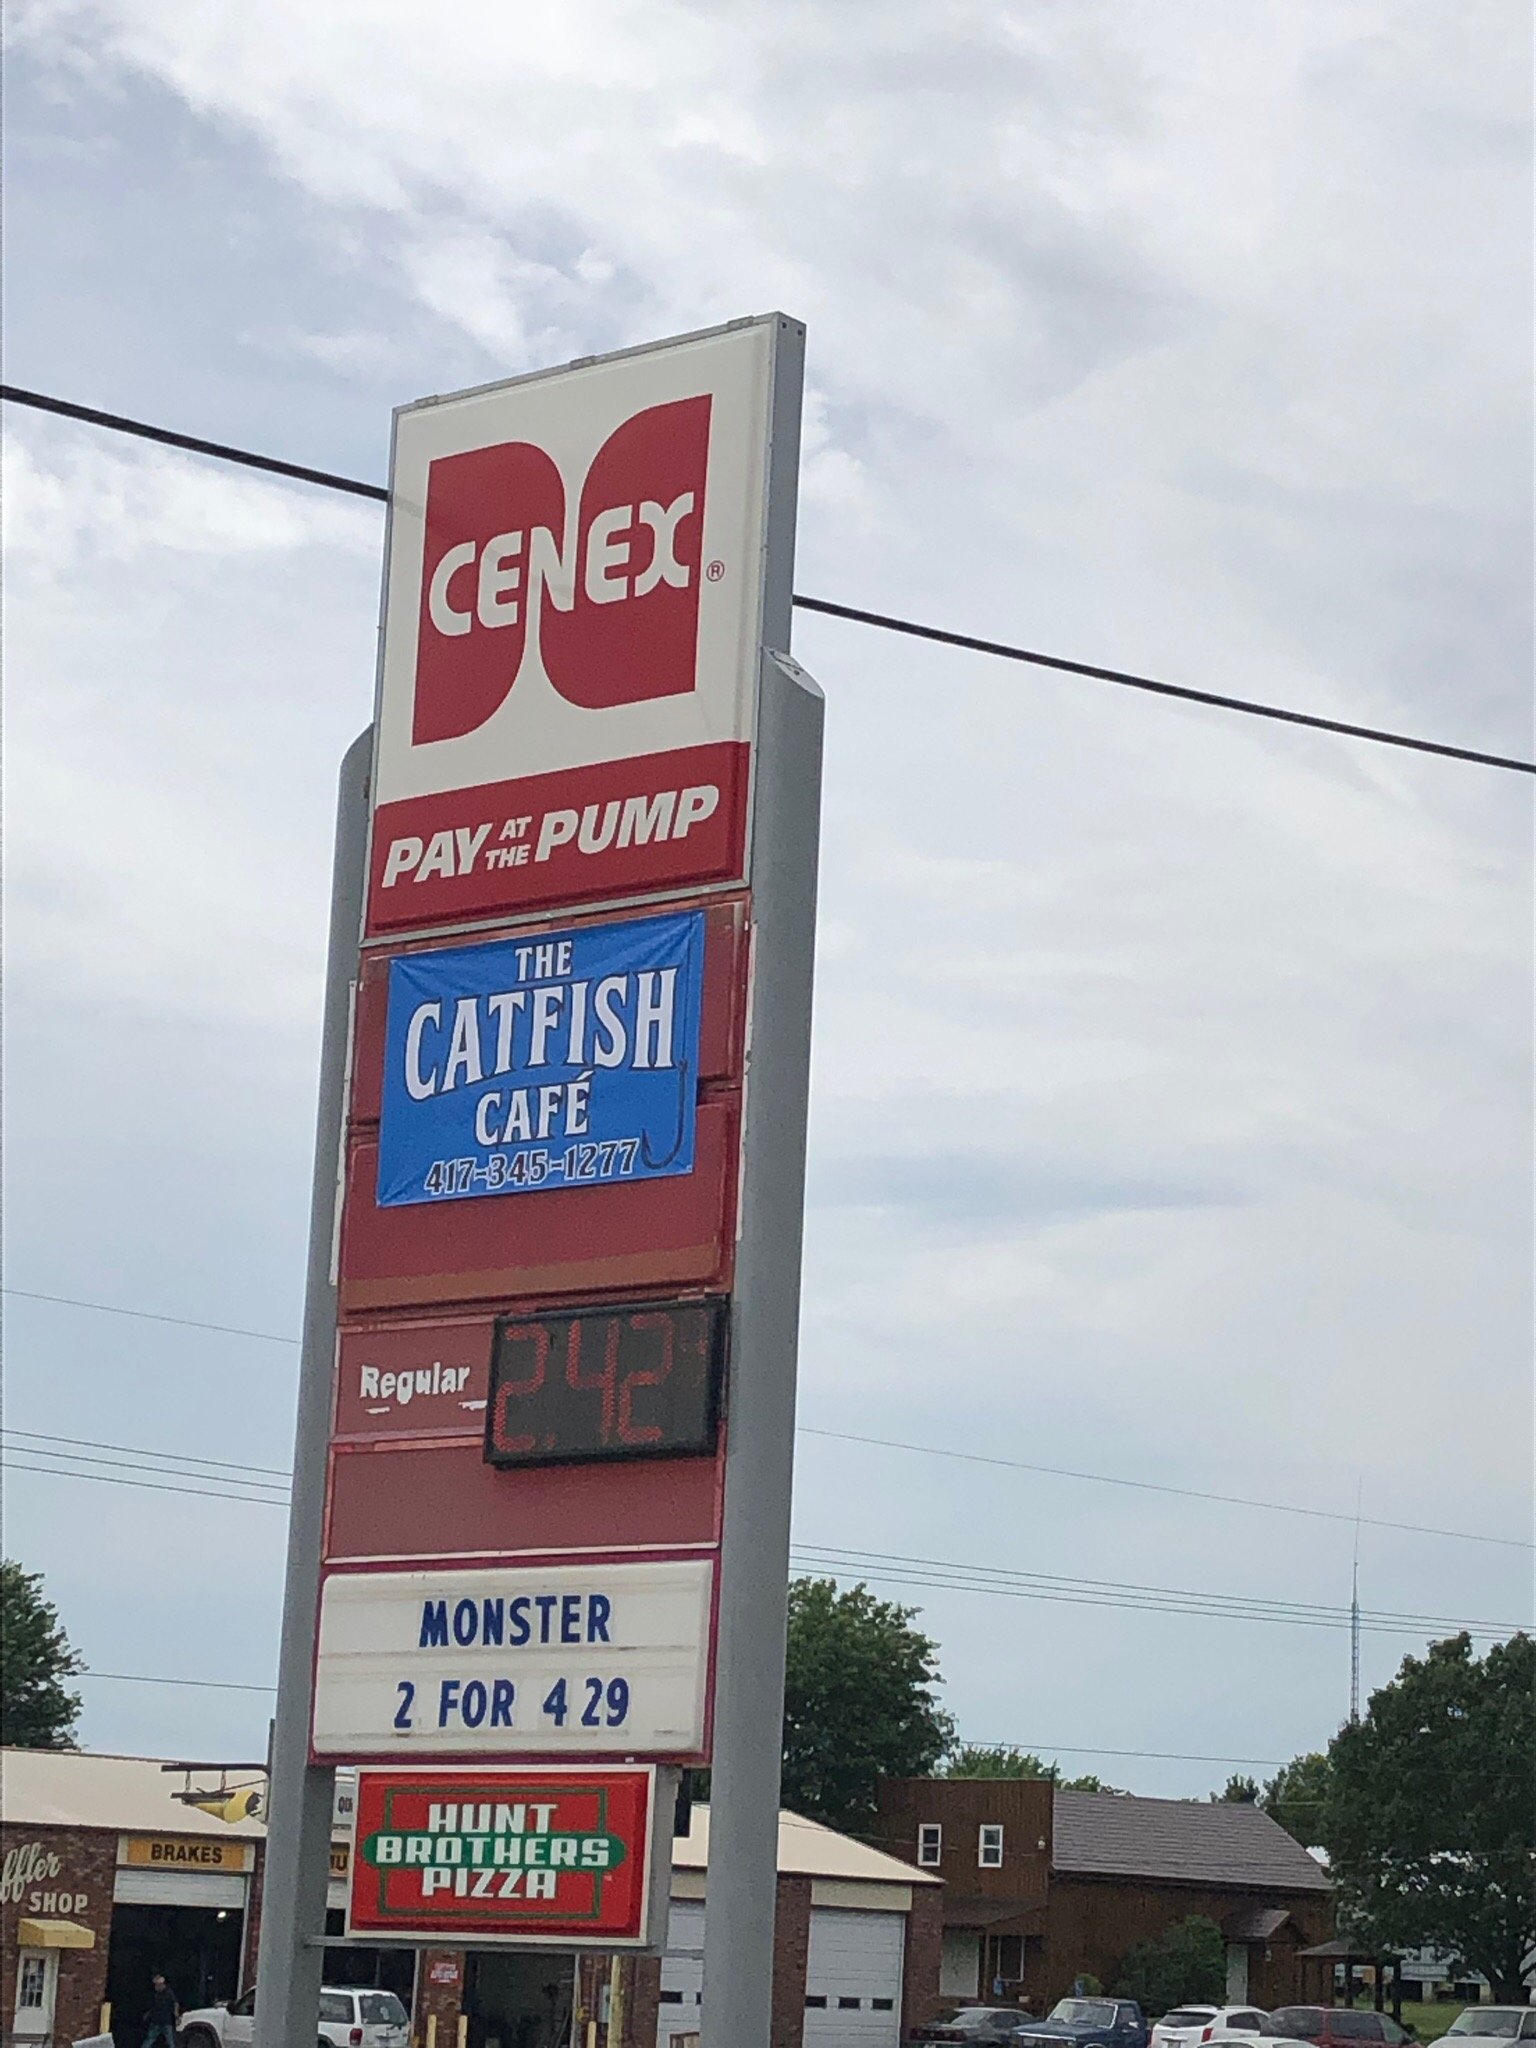 CENEX®
PAY AT THE PUMP
THE
CATFISH
CAFÉ
417-345-1277
Regular 2.42
MONSTER
2 FOR 4 29
HUNT
BROTHERS
PIZZA
BRAKES
SHOP